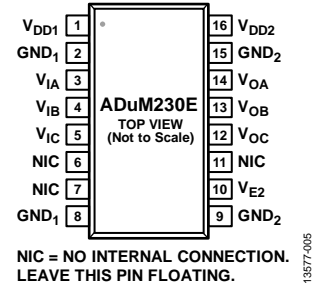 VDD1 1
GND1 2
VIA 3
VIB 4
VIC 5
NIC 6
NIC 7
GND1 8
ADuM230E
TOP VIEW
(Not to Scale)
16 VDD2
15 GND2
14 VOA
13 VOB
12 VOC
11 NIC
10 VE2
9 GND2
NIC = NO INTERNAL CONNECTION.
LEAVE THIS PIN FLOATING.
13577-005